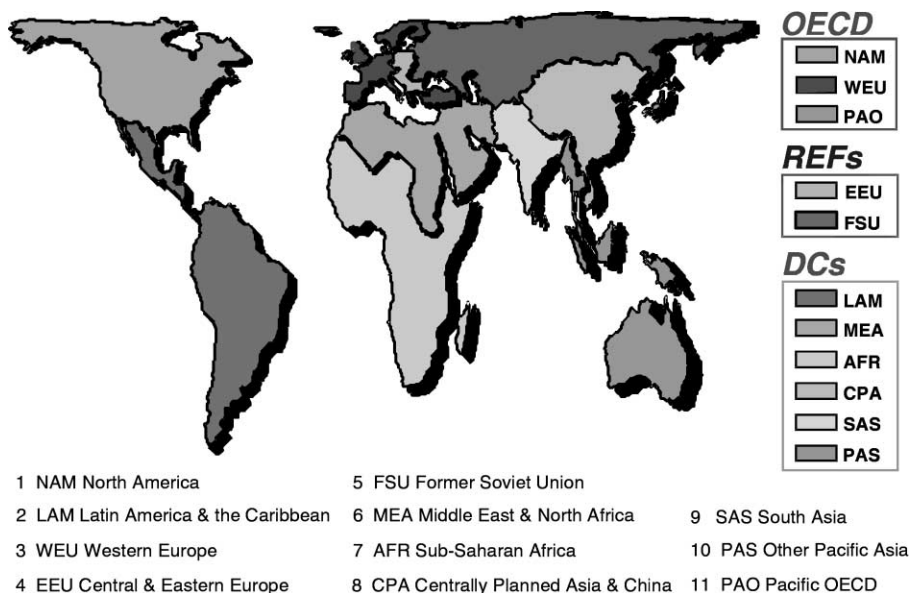 OECD
NAM
WEU
PAO
REFs
EEU
FSU
DCs
LAM
MEA
AFR
CPA
SAS
PAS
1 NAM North America
2 LAM Latin America & the Caribbean
3 WEU Western Europe
4 EEU Central & Eastern Europe
5 FSU Former Soviet Union
6 MEA Middle East & North Africa
7 AFR Sub-Saharan Africa
8 CPA Centrally Planned Asia & China
9 SAS South Asia
10 PAS Other Pacific Asia
11 PAO Pacific OECD